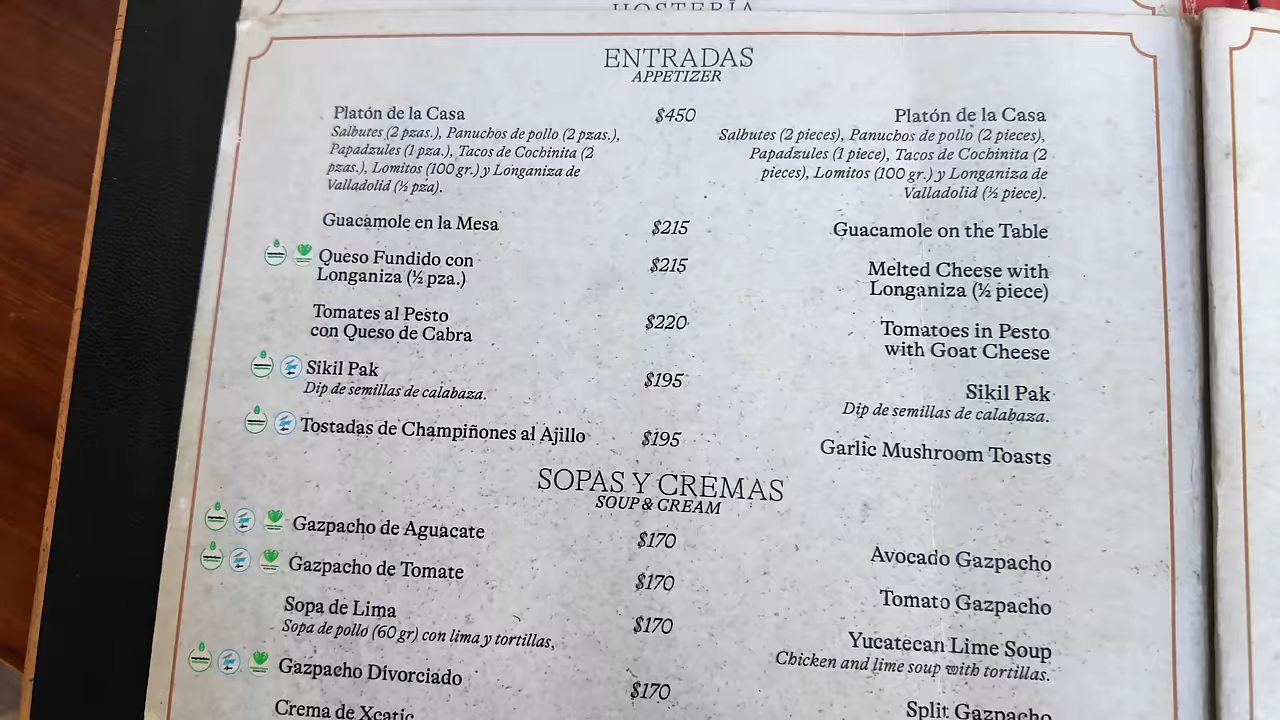 HOSTERÍA
ENTRADAS
APPETIZER
Platón de la Casa $450 Platón de la Casa
Salbutes (2 pzas.), Panuchos de pollo (2 pzas.), Salbutes (2 pieces), Panuchos de pollo (2 pieces),
Papadzules (1 pza.), Tacos de Cochinita (2 Papadzules (1 piece), Tacos de Cochinita (2
pzas.), Lomitos (100 gr.) y Longaniza de pieces), Lomitos (100 gr.) y Longaniza de
Valladolid (½ pza). Valladolid (½ piece).
Guacamole en la Mesa $215 Guacamole on the Table
Queso Fundido con $215 Melted Cheese with
Longaniza (½ pza.) Longaniza (½ piece)
Tomates al Pesto $220 Tomatoes in Pesto
con Queso de Cabra with Goat Cheese
Sikil Pak $195 Sikil Pak
Dip de semillas de calabaza. Dip de semillas de calabaza.
Tostadas de Champiñones al Ajillo $195 Garlic Mushroom Toasts
SOPAS Y CREMAS
SOUP & CREAM
Gazpacho de Aguacate $170 Avocado Gazpacho
Gazpacho de Tomate $170 Tomato Gazpacho
Sopa de Lima $170 Yucatecan Lime Soup
Sopa de pollo (60 gr) con lima y tortillas, Chicken and lime soup with tortillas.
Gazpacho Divorciado $170 Split Gazpacho
Crema de Xcatic